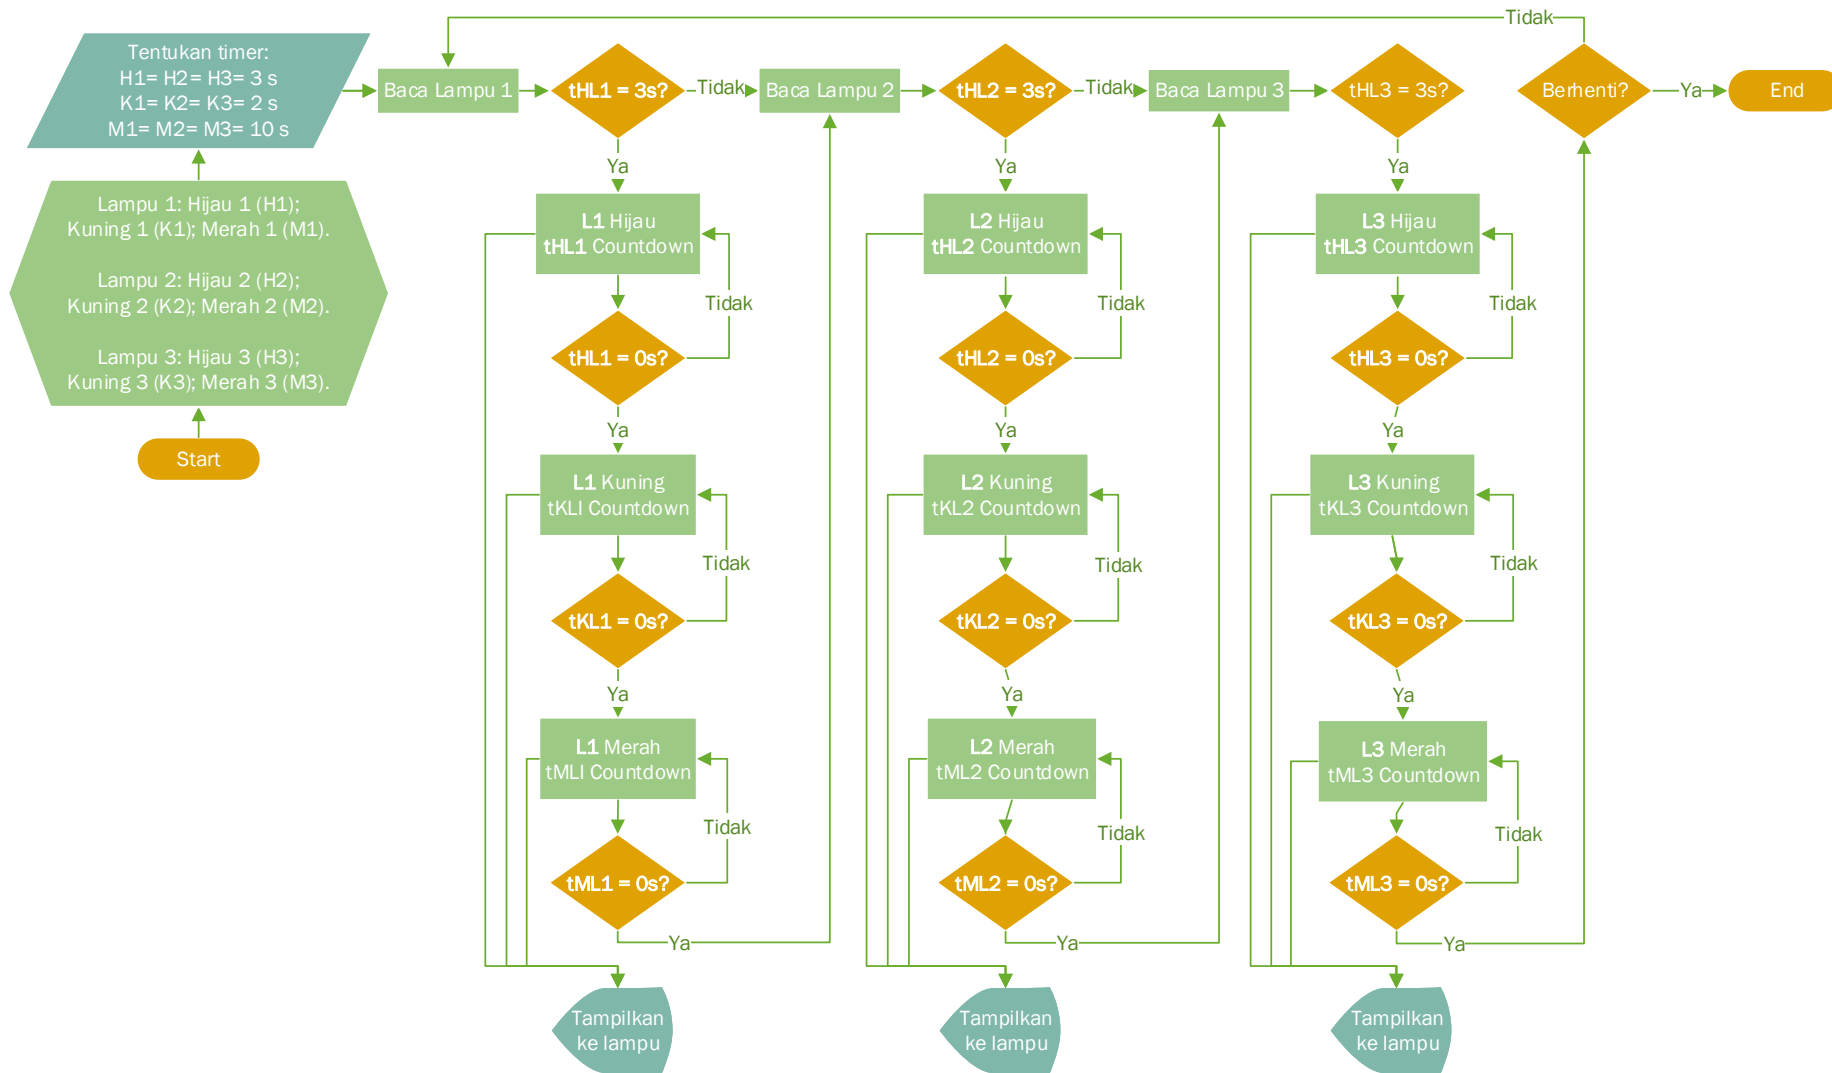 Tentukan timer:
H1= H2= H3= 3 s
K1= K2= K3= 2 s
M1= M2= M3= 10 s
Lampu 1: Hijau 1 (H1);
Kuning 1 (K1); Merah 1 (M1).
Lampu 2: Hijau 2 (H2);
Kuning 2 (K2); Merah 2 (M2).
Lampu 3: Hijau 3 (H3);
Kuning 3 (K3); Merah 3 (M3).
Start
Baca Lampu 1
tHL1 = 3s?
Tidak
Ya
L1 Hijau
tHL1 Countdown
Tidak
tHL1 = 0s?
Ya
L1 Kuning
tKLI Countdown
Tidak
tKL1 = 0s?
Ya
L1 Merah
tMLI Countdown
Tidak
tML1 = 0s?
Ya
Tampilkan
ke lampu
Baca Lampu 2
tHL2 = 3s?
Tidak
Ya
L2 Hijau
tHL2 Countdown
Tidak
tHL2 = 0s?
Ya
L2 Kuning
tKL2 Countdown
Tidak
tKL2 = 0s?
Ya
L2 Merah
tML2 Countdown
Tidak
tML2 = 0s?
Ya
Tampilkan
ke lampu
Baca Lampu 3
tHL3 = 3s?
Ya
L3 Hijau
tHL3 Countdown
Tidak
tHL3 = 0s?
Ya
L3 Kuning
tKL3 Countdown
Tidak
tKL3 = 0s?
Ya
L3 Merah
tML3 Countdown
Tidak
tML3 = 0s?
Ya
Tampilkan
ke lampu
Tidak
Berhenti?
Ya
End